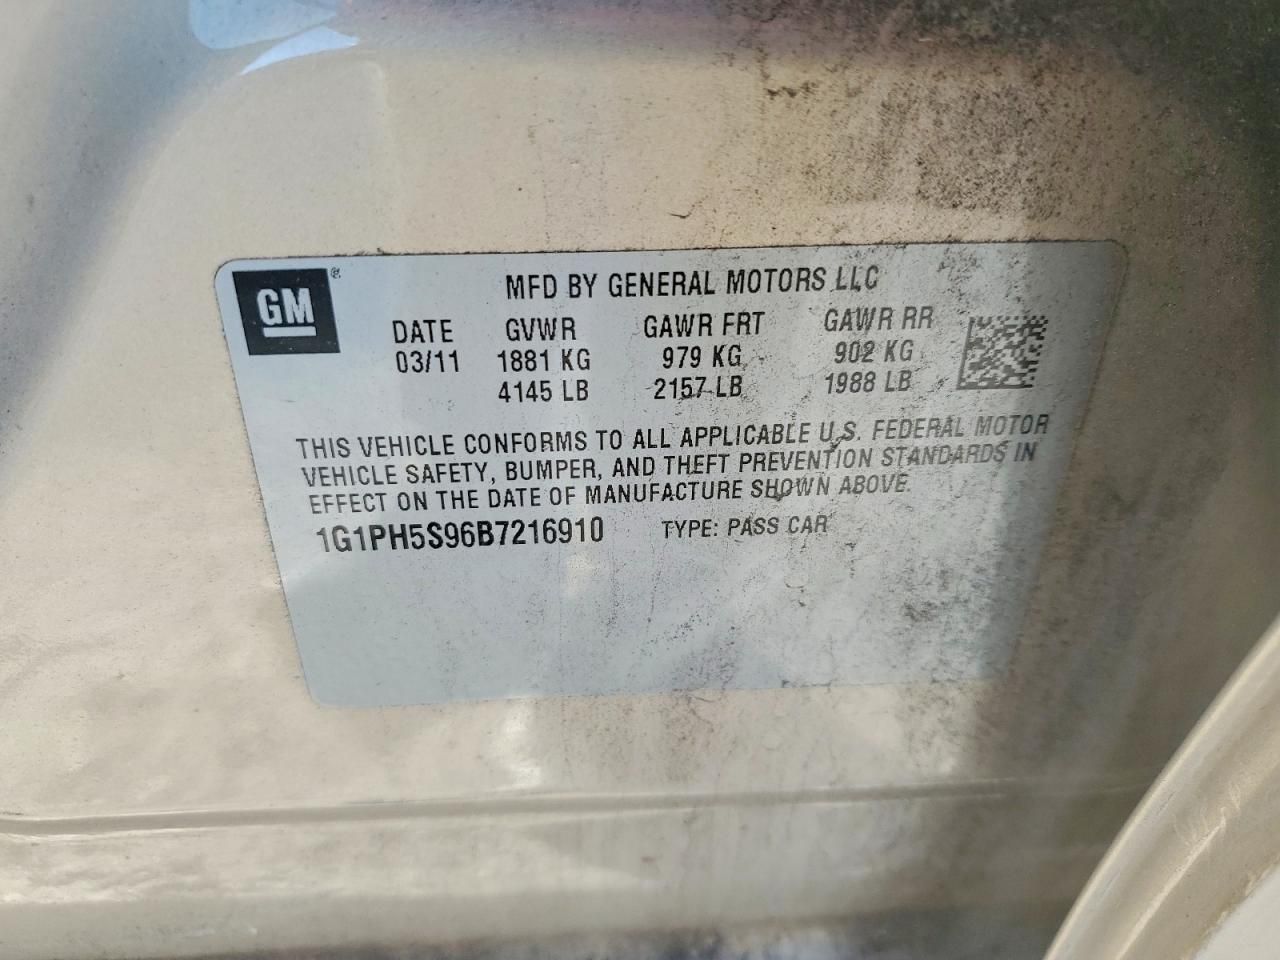 GM ®
MFD BY GENERAL MOTORS LLC
DATE GVWR GAWR FRT GAWR RR
03/11 1881 KG 979 KG 902 KG
4145 LB 2157 LB 1988 LB
THIS VEHICLE CONFORMS TO ALL APPLICABLE U.S. FEDERAL MOTOR
VEHICLE SAFETY, BUMPER, AND THEFT PREVENTION STANDARDS IN
EFFECT ON THE DATE OF MANUFACTURE SHOWN ABOVE.
1G1PH5S96B7216910 TYPE: PASS CAR